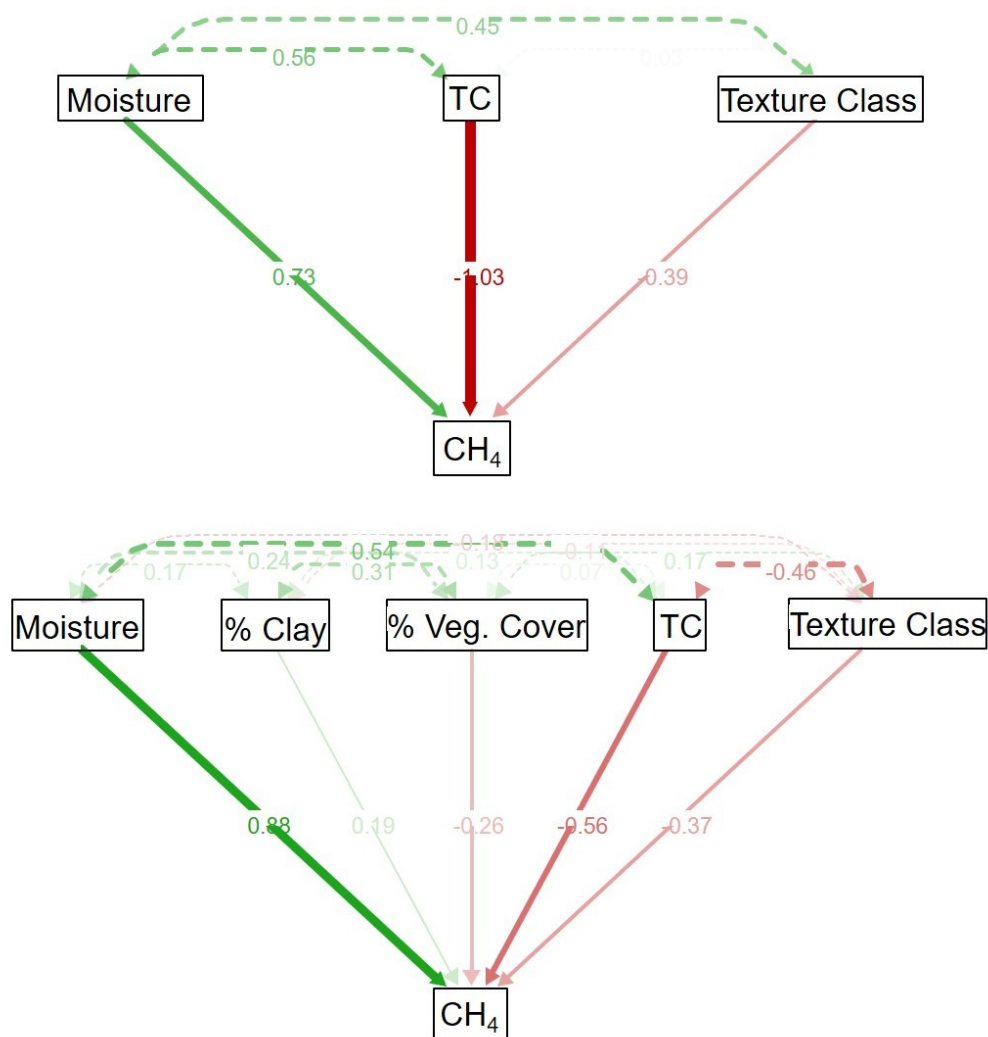 0.45
0.56
0.03
Moisture
TC
Texture Class
0.73
-1.03
-0.39
CH₄
0.54
-0.18
0.24
0.13
0.17
0.17
0.31
0.07
-0.46
Moisture
% Clay
% Veg. Cover
TC
Texture Class
0.88
0.19
-0.26
-0.56
-0.37
CH₄